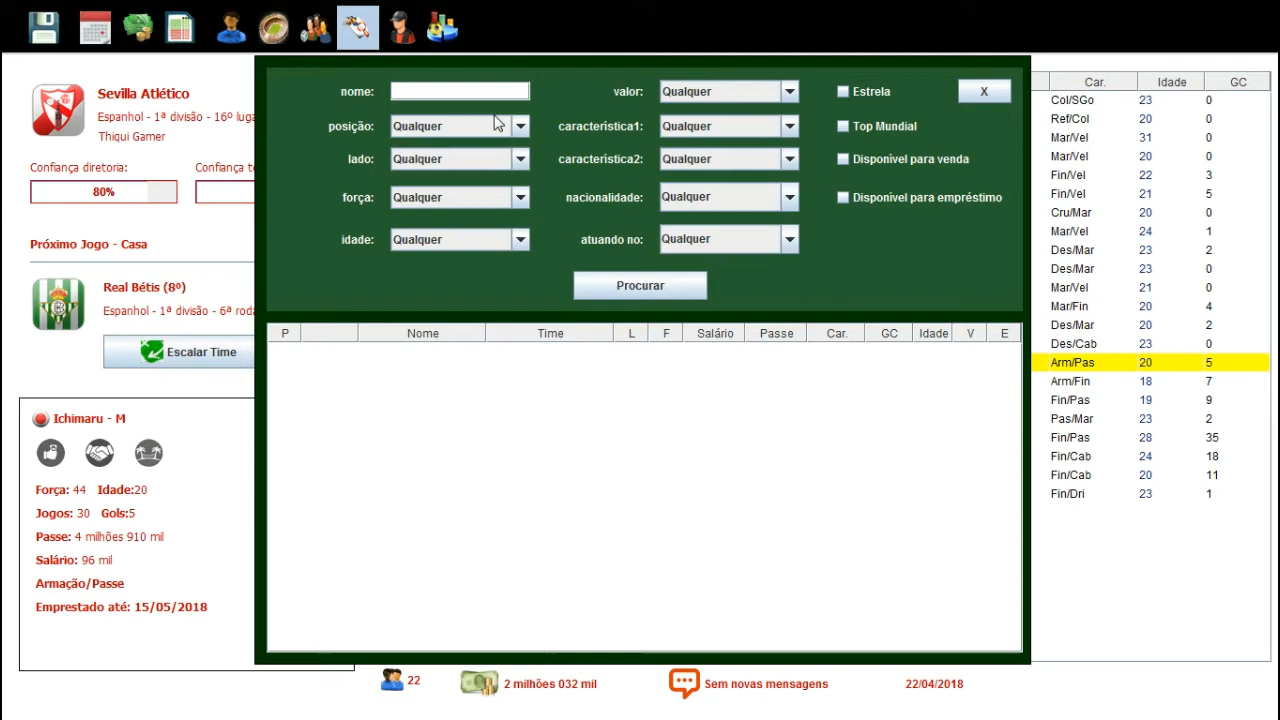 Sevilla Atlético
Espanhol - 1ª divisão - 16º luga
Thiqui Gamer
Confiança diretoria:
Confiança t
80%
Próximo Jogo - Casa
Real Bétis (8º)
Espanhol - 1ª divisão - 6ª rod
Escalar Time
Ichimaru - M
Força: 44 Idade:20
Jogos: 30 Gols:5
Passe: 4 milhões 910 mil
Salário: 96 mil
Armação/Passe
Emprestado até: 15/05/2018
nome:
valor: Qualquer
Estrela
X
posição: Qualquer
característica1: Qualquer
Top Mundial
lado: Qualquer
característica2: Qualquer
Disponível para venda
força: Qualquer
nacionalidade: Qualquer
Disponível para empréstimo
idade: Qualquer
atuando no: Qualquer
Procurar
P Nome Time L F Salário Passe Car. GC Idade V E
Car. Idade GC
Col/SGo 23 0
Ref/Col 20 0
Mar/Vel 31 0
Mar/Vel 20 0
Fin/Vel 22 3
Fin/Vel 21 5
Cru/Mar 20 0
Mar/Vel 24 1
Des/Mar 23 2
Des/Mar 23 0
Mar/Vel 21 0
Mar/Fin 20 4
Des/Mar 20 2
Des/Cab 23 0
Arm/Pas 20 5
Arm/Fin 18 7
Fin/Pas 19 9
Pas/Mar 23 2
Fin/Pas 28 35
Fin/Cab 24 18
Fin/Cab 20 11
Fin/Dri 23 1
22
2 milhões 032 mil
Sem novas mensagens
22/04/2018